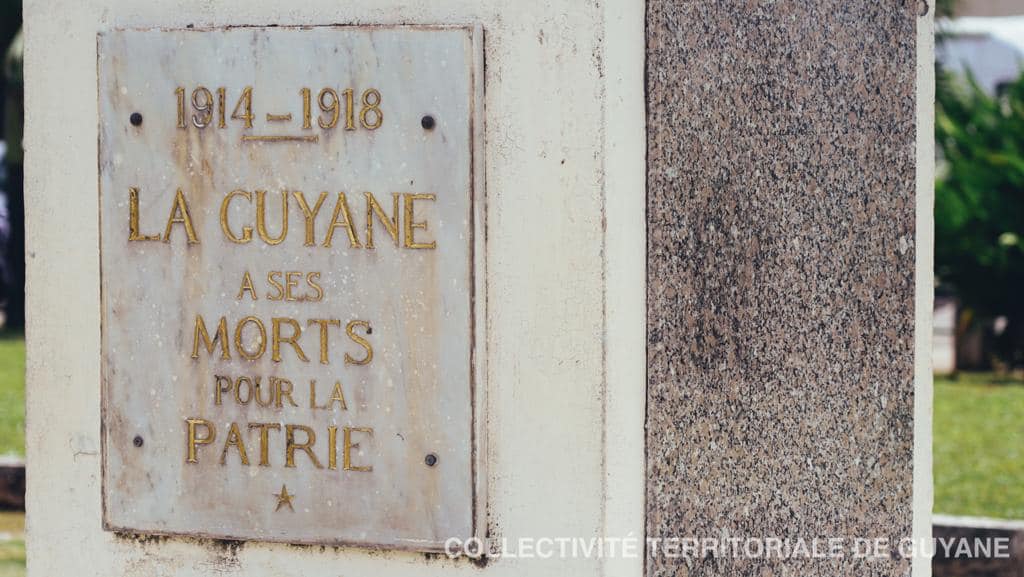 1914-1918
LA GUYANE
A SES
MORTS
POUR LA
PATRIE
COLLECTIVITÉ TERRITORIALE DE GUYANE